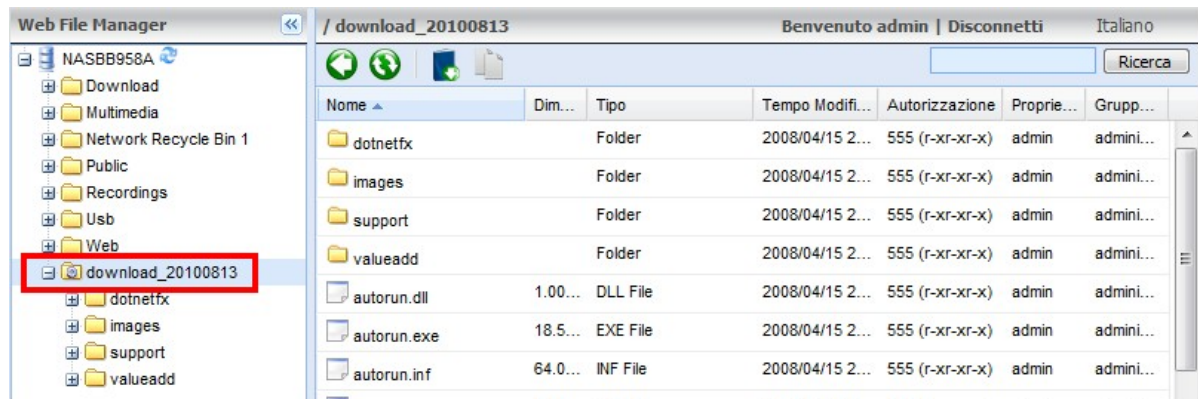 Web File Manager
/ download_20100813
Benvenuto admin | Disconnetti
Italiano
NASBB958A
Download
Multimedia
Network Recycle Bin 1
Public
Recordings
Usb
Web
download_20100813
dotnetfx
images
support
valueadd
Ricerca
Nome Dim... Tipo Tempo Modifi... Autorizzazione Proprie... Grupp...
dotnetfx Folder 2008/04/15 2... 555 (r-xr-xr-x) admin admini...
images Folder 2008/04/15 2... 555 (r-xr-xr-x) admin admini...
support Folder 2008/04/15 2... 555 (r-xr-xr-x) admin admini...
valueadd Folder 2008/04/15 2... 555 (r-xr-xr-x) admin admini...
autorun.dll 1.00... DLL File 2008/04/15 2... 555 (r-xr-xr-x) admin admini...
autorun.exe 18.5... EXE File 2008/04/15 2... 555 (r-xr-xr-x) admin admini...
autorun.inf 64.0... INF File 2008/04/15 2... 555 (r-xr-xr-x) admin admini...